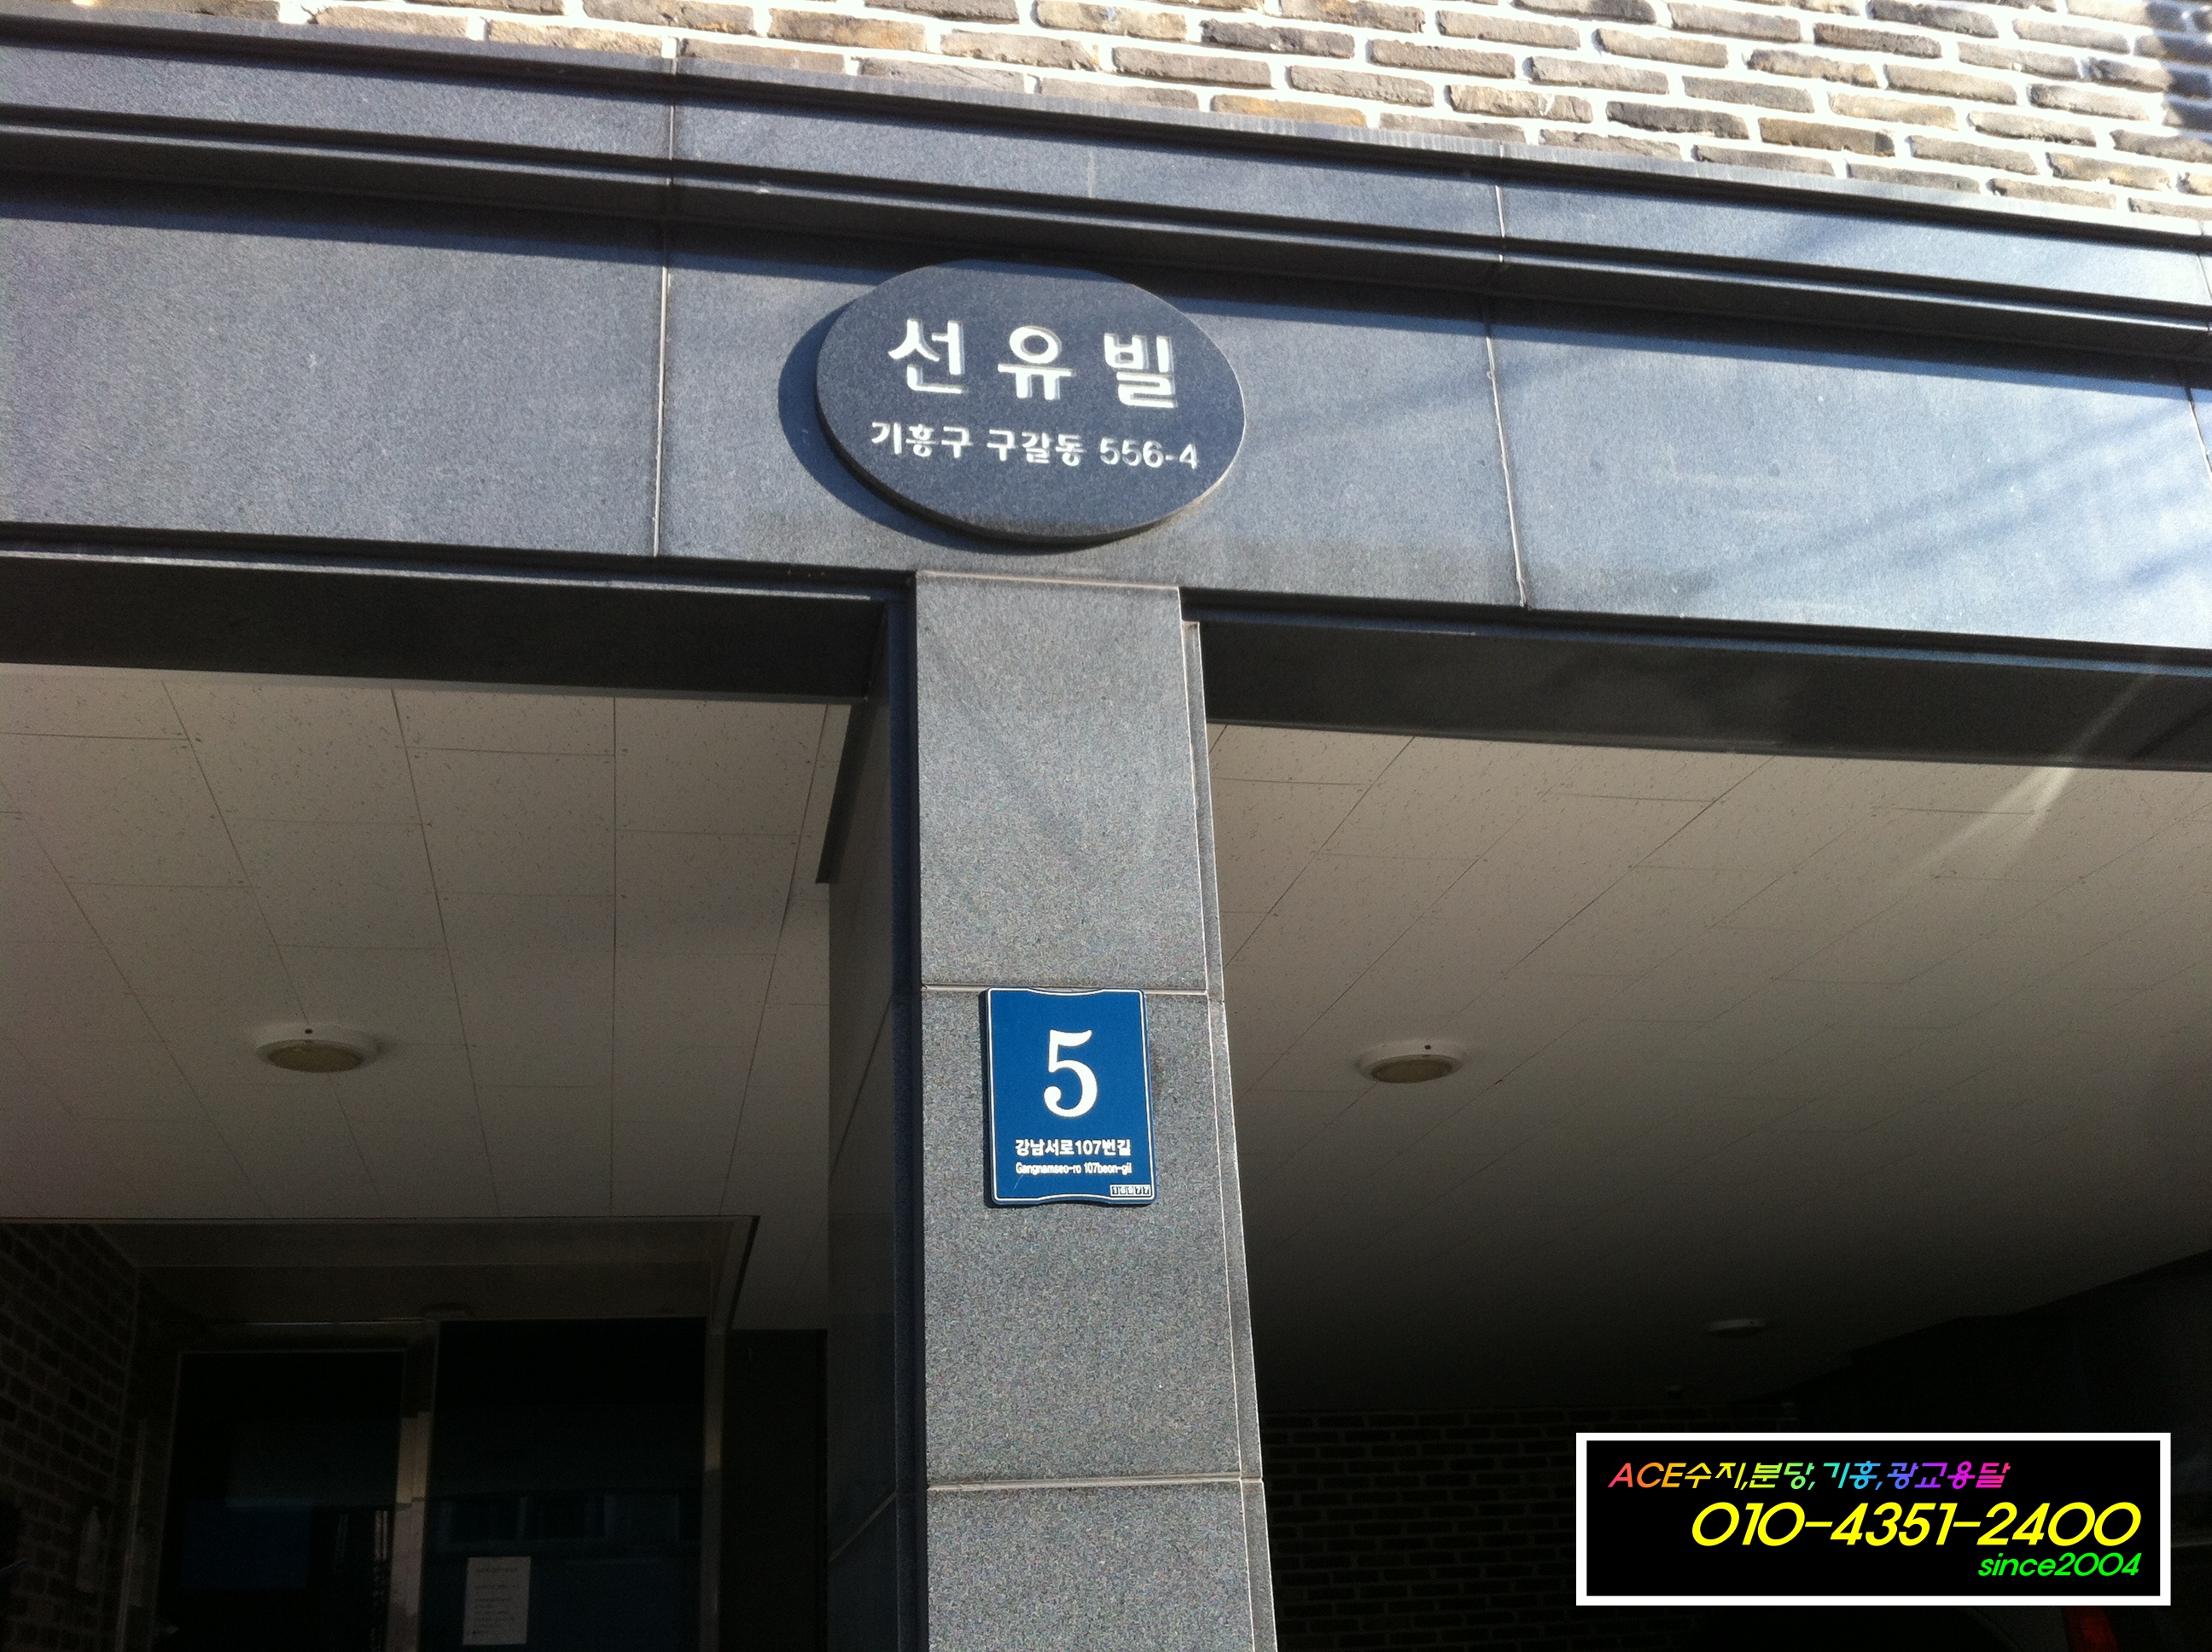 선유빌
기흥구 구갈동 556-4
5
강남서로107번길
Gangnamseo-ro 107beon-gil
ACE수지,분당,기흥,광교용달
010-4351-2400
since2004